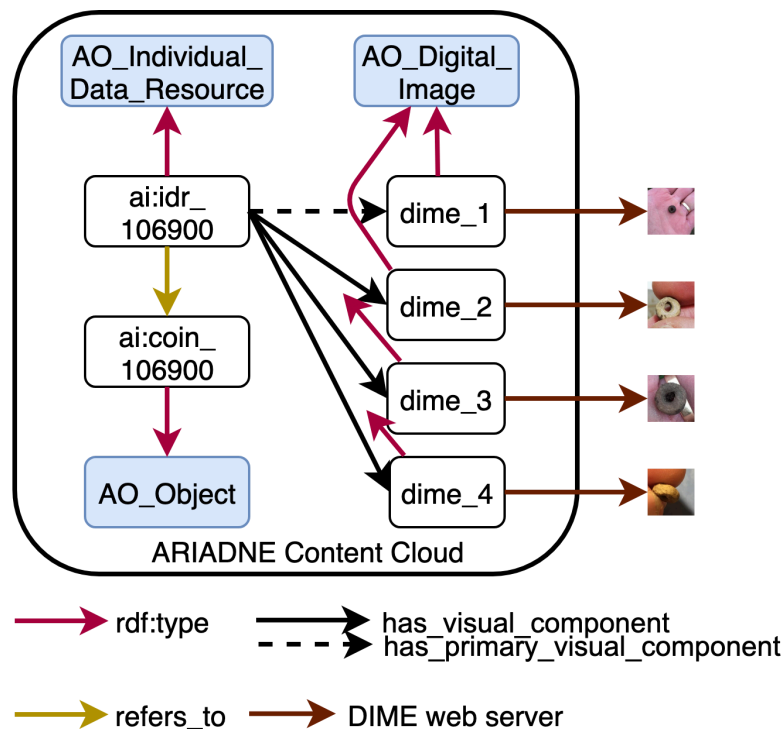 AO_Individual_
Data_Resource
AO_Digital_
Image
ai:idr_
106900
dime_1
dime_2
ai:coin_
106900
dime_3
AO_Object
dime_4
ARIADNE Content Cloud
rdf:type
has_visual_component
has_primary_visual_component
refers_to
DIME web server